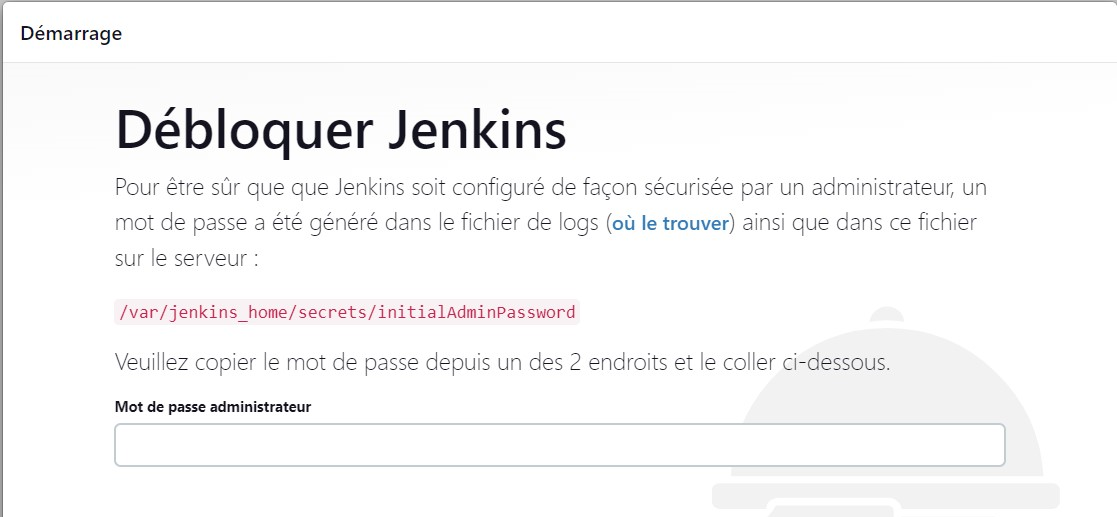 Démarrage
Débloquer Jenkins
Pour être sûr que que Jenkins soit configuré de façon sécurisée par un administrateur, un
mot de passe a été généré dans le fichier de logs (où le trouver) ainsi que dans ce fichier
sur le serveur :
/var/jenkins_home/secrets/initialAdminPassword
Veuillez copier le mot de passe depuis un des 2 endroits et le coller ci-dessous.
Mot de passe administrateur